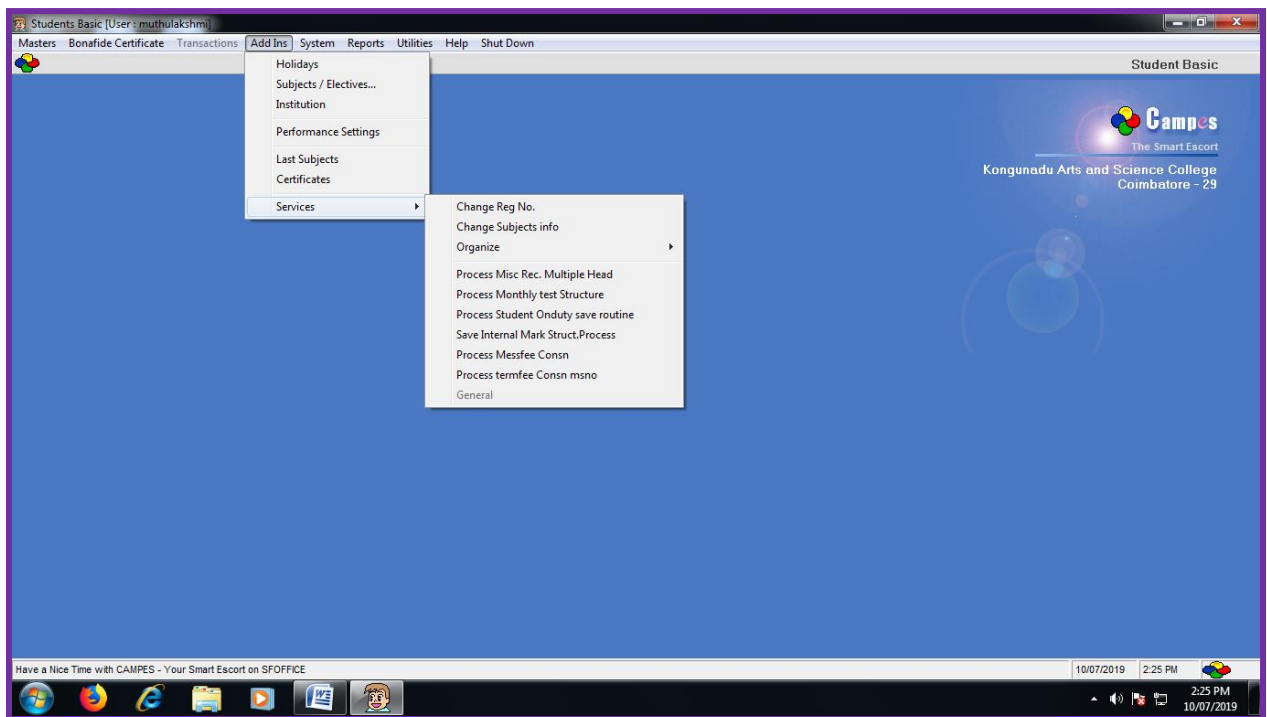 Students Basic [User : muthulakshmi]
Masters Bonafide Certificate Transactions Add Ins System Reports Utilities Help Shut Down
Student Basic
Holidays
Subjects / Electives...
Institution
Performance Settings
Last Subjects
Certificates
Services
Change Reg No.
Change Subjects info
Organize
Process Misc Rec. Multiple Head
Process Monthly test Structure
Process Student Onduty save routine
Save Internal Mark Struct.Process
Process Messfee Consn
Process termfee Consn msno
General
Campes
The Smart Escort
Kongunadu Arts and Science College
Coimbatore - 29
Have a Nice Time with CAMPES - Your Smart Escort on SFOFFICE
10/07/2019 2:25 PM
2:25 PM
10/07/2019